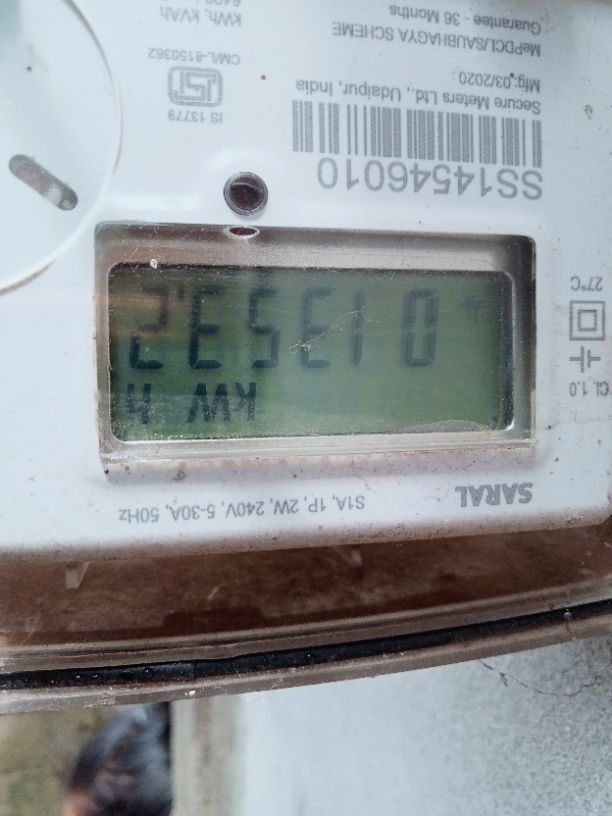 SARAL
S1A, 1P, 2W, 240V, 5-30A, 50Hz
kW h
01353.2
Cl. 1.0
27°C
SS14546010
Secure Meters Ltd., Udaipur, India
Mfg:03/2020
MePDCL/SAUBHAGYA SCHEME
Guarantee - 36 Months
IS 13779
ISI
CM/L-8150362
kWh, kVAh